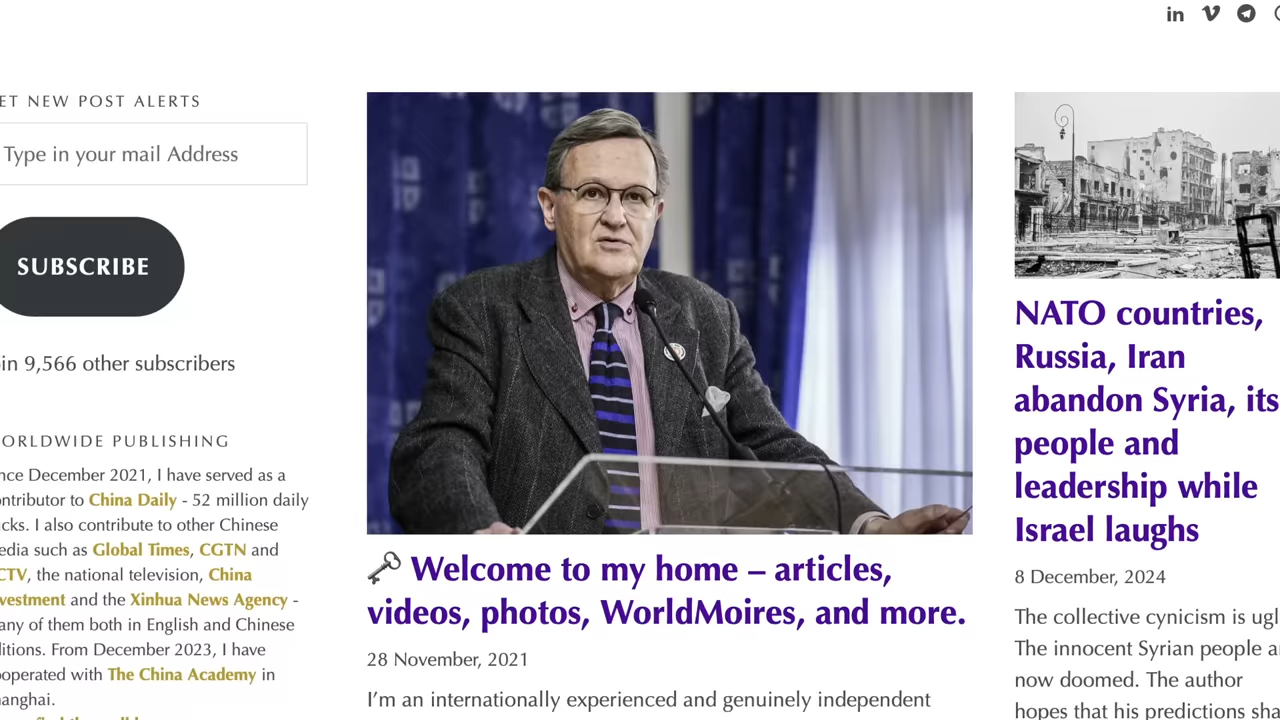 ET NEW POST ALERTS
Type in your mail Address
SUBSCRIBE
in 9,566 other subscribers
ORLDWIDE PUBLISHING
nce December 2021, I have served as a
ntributor to China Daily - 52 million daily
cks. I also contribute to other Chinese
edia such as Global Times, CGTN and
CTV, the national television, China
vestment and the Xinhua News Agency -
any of them both in English and Chinese
ditions. From December 2023, I have
ooperated with The China Academy in
anghai.
Welcome to my home – articles,
videos, photos, WorldMoires, and more.
28 November, 2021
I'm an internationally experienced and genuinely independent
in
NATO countries,
Russia, Iran
abandon Syria, its
people and
leadership while
Israel laughs
8 December, 2024
The collective cynicism is ugl
The innocent Syrian people a
now doomed. The author
hopes that his predictions sha